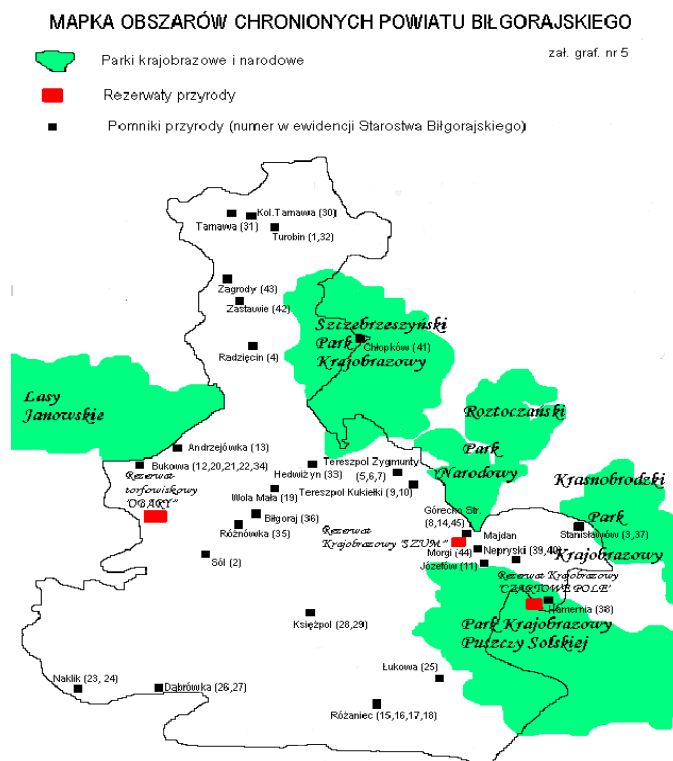 MAPKA OBSZARÓW CHRONIONYCH POWIATU BIŁGORAJSKIEGO
zał. graf. nr 5
Parki krajobrazowe i narodowe
Rezerwaty przyrody
Pomniki przyrody (numer w ewidencji Starostwa Biłgorajskiego)
Kol.Tarnawa (30)
Tarnawa (31)
Turobin (1,32)
Zagrody (43)
Zastawie (42)
Szczebrzeszyński
Park
Krajobrazowy
Chłopków (41)
Radzięcin (4)
Lasy
Janowskie
Roztoczański
Park
Narodowy
Andrzejówka (13)
Bukowa (12,20,21,22,34)
Rezerwat
torfowiskowy
"OBARY"
Hedwiżyn (33)
Tereszpol Zygmunty
(5,6,7)
Tereszpol Kukiełki (9,10)
Wola Mała (19)
Biłgoraj (36)
Różnówka (35)
Sól (2)
Krasnobrodzki
Park
Krajobrazowy
Stanisławów (3,37)
Górecko Str.
(8,14,45)
Rezerwat
Krajobrazowy "SZUM"
Majdan
Nepryski (39,40)
Morgi (44)
Józefów (11)
Rezerwat Krajobrazowy
"CZARTOWE POLE"
Hamernia (38)
Park Krajobrazowy
Puszczy Solskiej
Księżpol (28,29)
Łukowa (25)
Naklik (23, 24)
Dąbrówka (26,27)
Różaniec (15,16,17,18)